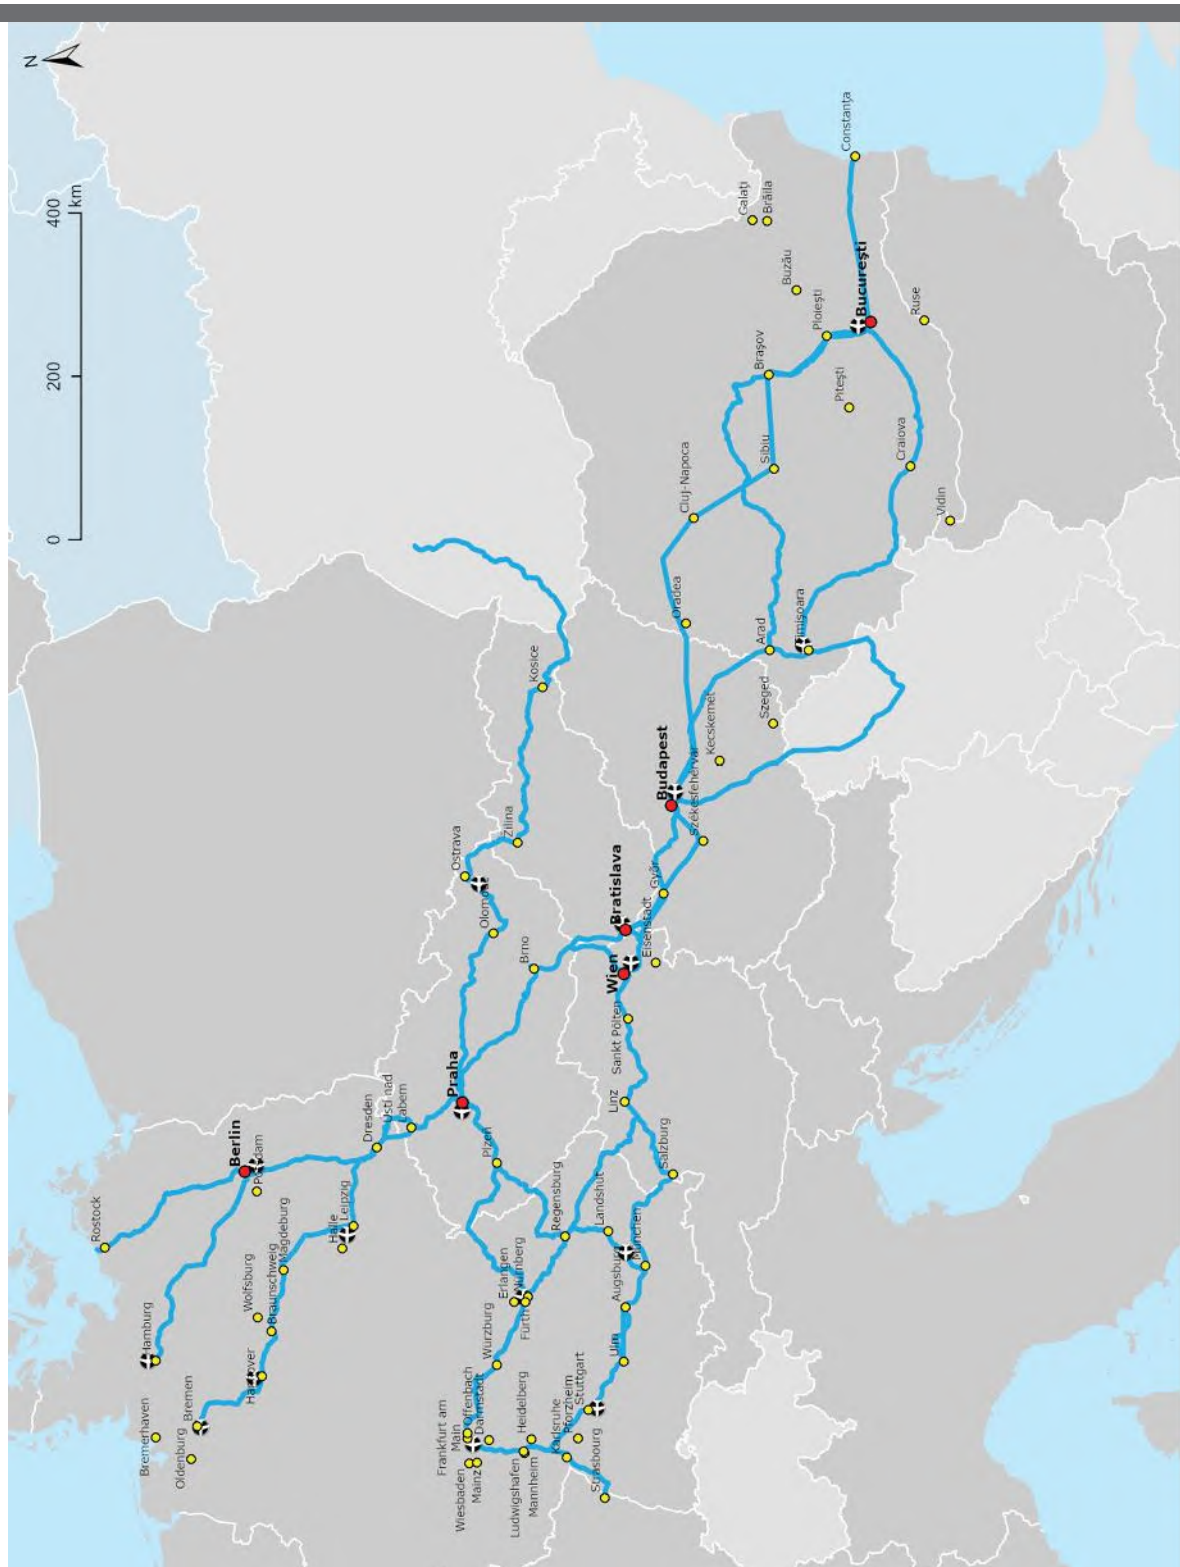 N
0
200
400
km
Rostock
Hamburg
Bremerhaven
Oldenburg
Bremen
Hannover
Wolfsburg
Braunschweig
Magdeburg
Berlin
Halle
Leipzig
Dresden
Ústí nad
Labem
Praha
Plzeň
Ostrava
Olomouc
Brno
Žilina
Kosice
Frankfurt am
Main
Offenbach
Darmstadt
Wiesbaden
Mainz
Ludwigshafen
Mannheim
Heidelberg
Karlsruhe
Pforzheim
Stuttgart
Strasbourg
Würzburg
Erlangen
Nürnberg
Fürth
Regensburg
Landshut
Ulm
Augsburg
München
Salzburg
Linz
Sankt Pölten
Wien
Bratislava
Eisenstadt
Győr
Budapest
Székesfehérvár
Kecskemét
Szeged
Oradea
Arad
Timișoara
Cluj-Napoca
Sibiu
Brașov
Ploiești
Pitești
Craiova
Vidin
Ruse
București
Buzău
Galați
Brăila
Constanța